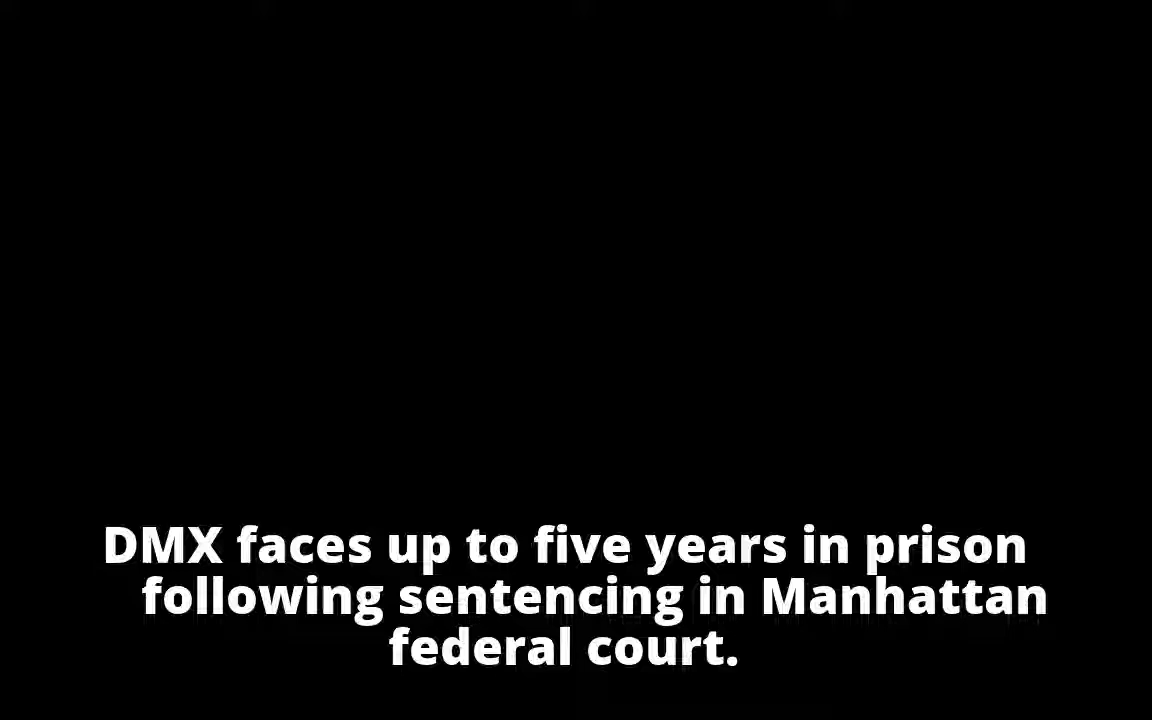 DMX faces up to five years in prison
following sentencing in Manhattan
federal court.